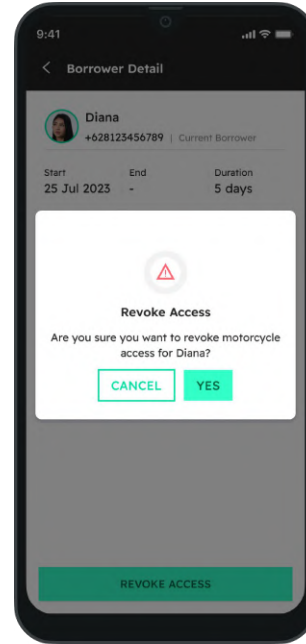 9:41
Borrower Detail
Diana
+628123456789 | Current Borrower
Start End Duration
25 Jul 2023 - 5 days
Revoke Access
Are you sure you want to revoke motorcycle
access for Diana?
CANCEL YES
REVOKE ACCESS